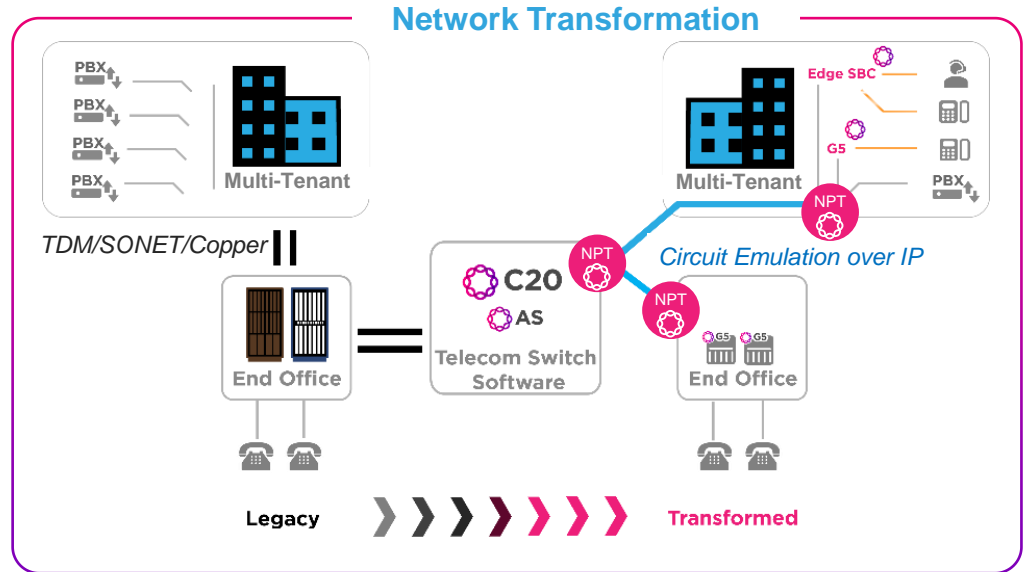 Network Transformation
PBX
PBX
PBX
PBX
Multi-Tenant
TDM/SONET/Copper
End Office
C20
AS
Telecom Switch
Software
NPT
Multi-Tenant
Edge SBC
G5
PBX
NPT
Circuit Emulation over IP
NPT
G5
G5
End Office
Legacy
Transformed